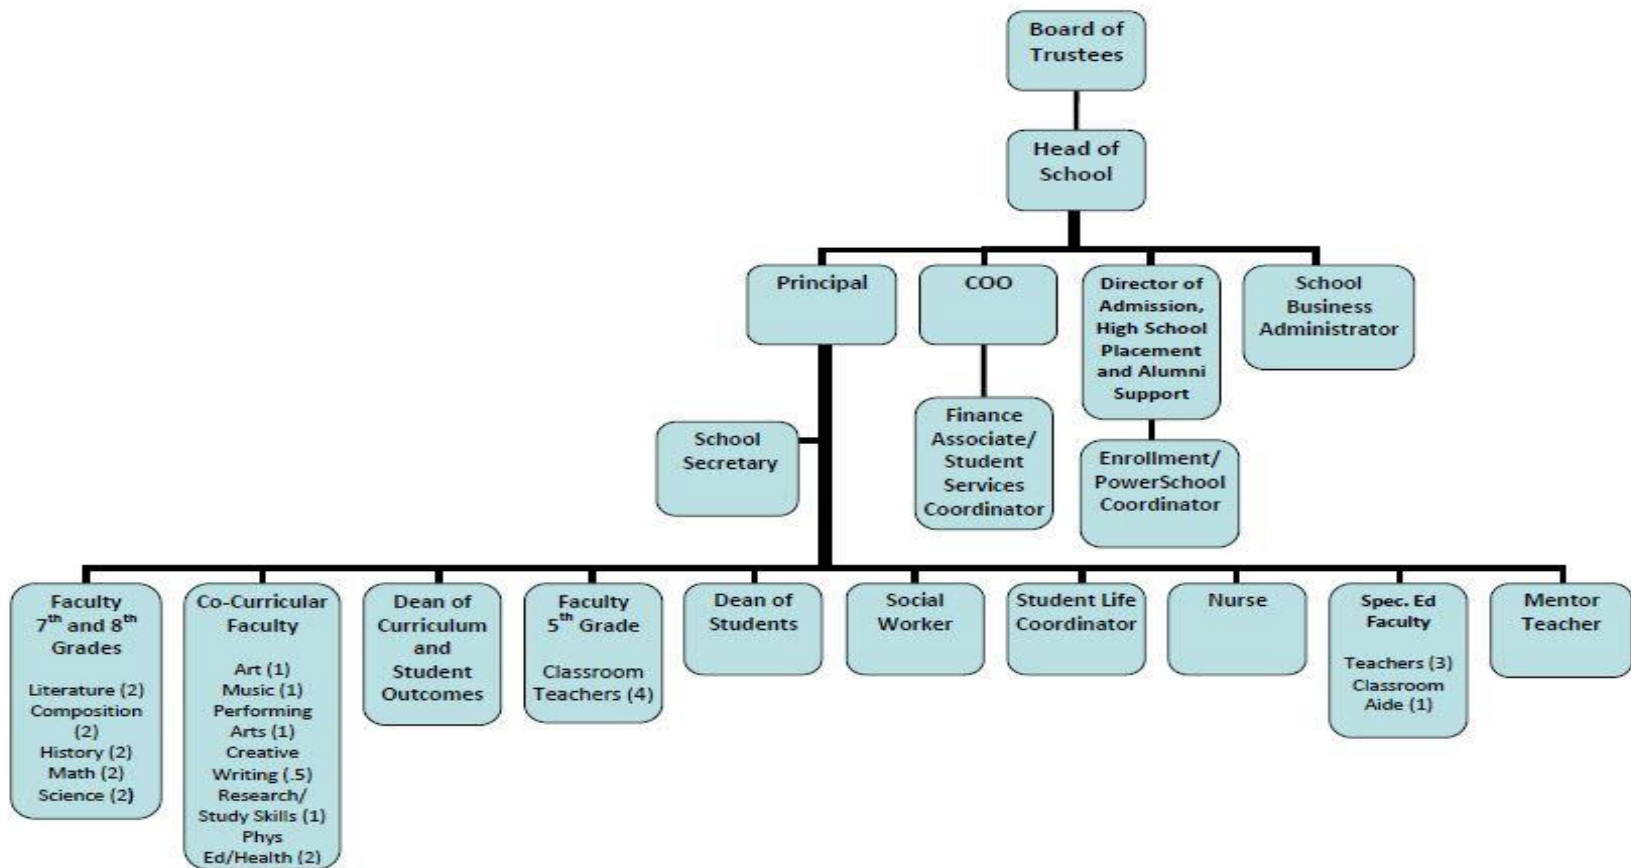 Board of
Trustees
Head of
School
Principal
COO
Director of
Admission,
High School
Placement
and Alumni
Support
School
Business
Administrator
School
Secretary
Finance
Associate/
Student
Services
Coordinator
Enrollment/
PowerSchool
Coordinator
Faculty
7th and 8th
Grades
Literature (2)
Composition
(2)
History (2)
Math (2)
Science (2)
Co-Curricular
Faculty
Art (1)
Music (1)
Performing
Arts (1)
Creative
Writing (.5)
Research/
Study Skills (1)
Phys
Ed/Health (2)
Dean of
Curriculum
and
Student
Outcomes
Faculty
5th Grade
Classroom
Teachers (4)
Dean of
Students
Social
Worker
Student Life
Coordinator
Nurse
Spec. Ed
Faculty
Teachers (3)
Classroom
Aide (1)
Mentor
Teacher